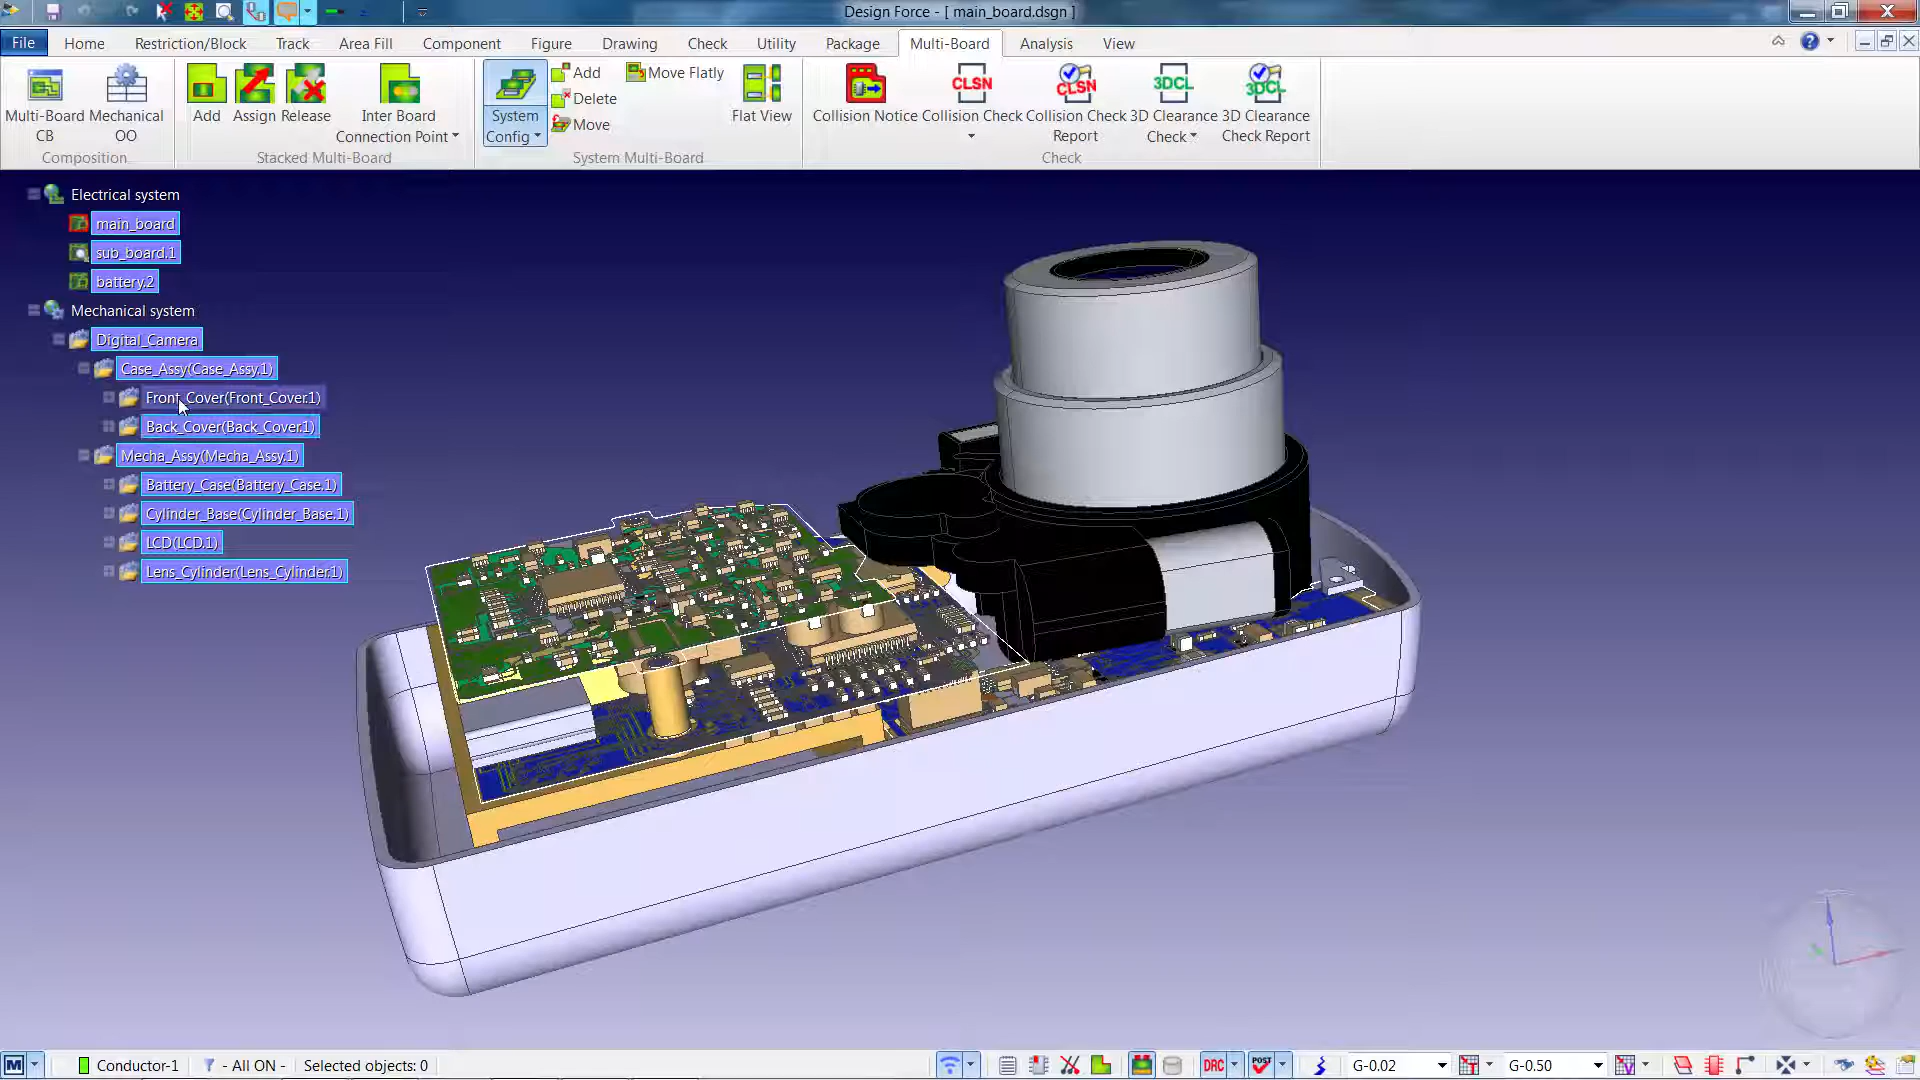 Design Force - [ main_board.dsgn ]
File Home Restriction/Block Track Area Fill Component Figure Drawing Check Utility Package Multi-Board Analysis View
Multi-Board CB
Mechanical OO
Composition
Add Assign Release
Inter Board Connection Point
Stacked Multi-Board
System Config
Add
Delete
Move
Move Flatly
Flat View
System Multi-Board
CLSN CLSN 3DCL 3DCL
Collision Notice Collision Check Collision Check 3D Clearance 3D Clearance
Report Check Check Report
Check
Electrical system
main_board
sub_board.1
battery.2
Mechanical system
Digital_Camera
Case_Assy(Case_Assy.1)
Front_Cover(Front_Cover.1)
Back_Cover(Back_Cover.1)
Mecha_Assy(Mecha_Assy.1)
Battery_Case(Battery_Case.1)
Cylinder_Base(Cylinder_Base.1)
LCD(LCD.1)
Lens_Cylinder(Lens_Cylinder.1)
M Conductor-1 - All ON - Selected objects: 0 DRC POST G-0.02 G-0.50